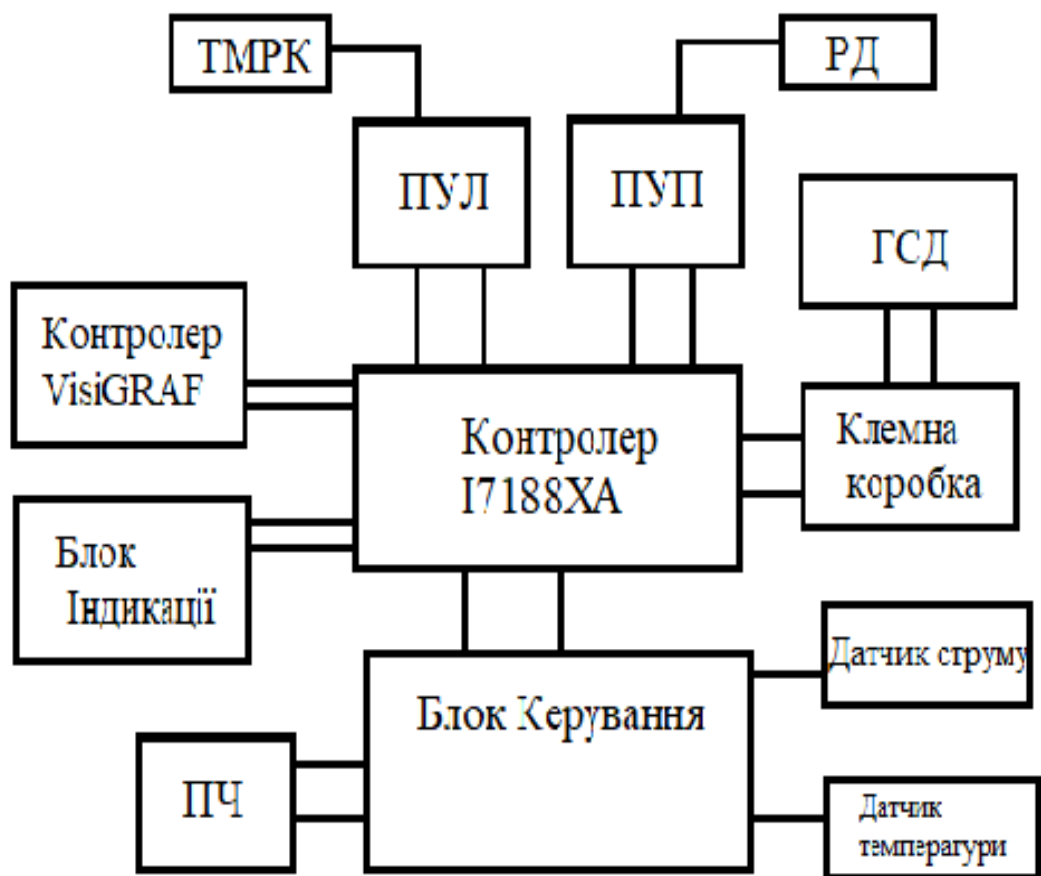 ТМРК
РД
ПУЛ
ПУП
ГСД
Контролер
VisiGRAF
Контролер
I7188XA
Клемна
коробка
Блок
Індикації
Датчик струму
Блок Керування
ПЧ
Датчик
температури